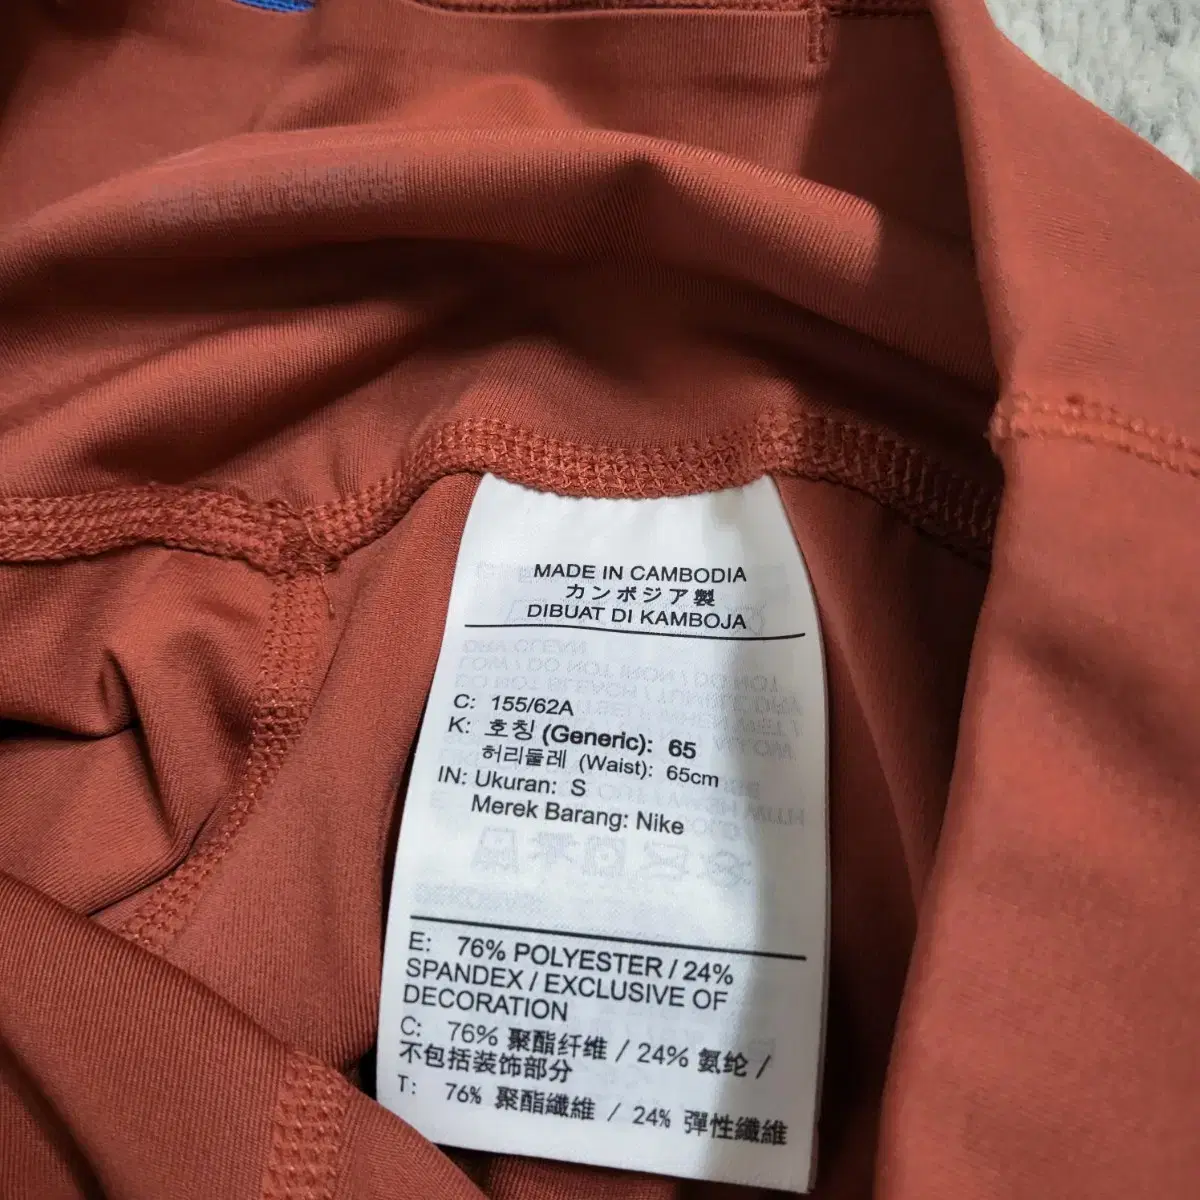 MADE IN CAMBODIA
カンボジア製
DIBUAT DI KAMBOJA
C: 155/62A
K: 호칭 (Generic): 65
허리둘레 (Waist): 65cm
IN: Ukuran: S
Merek Barang: Nike
E: 76% POLYESTER / 24%
SPANDEX / EXCLUSIVE OF
DECORATION
C: 76% 聚酯纤维 / 24% 氨纶 /
不包括装饰部分
T: 76% 聚酯纖維 / 24% 彈性纖維